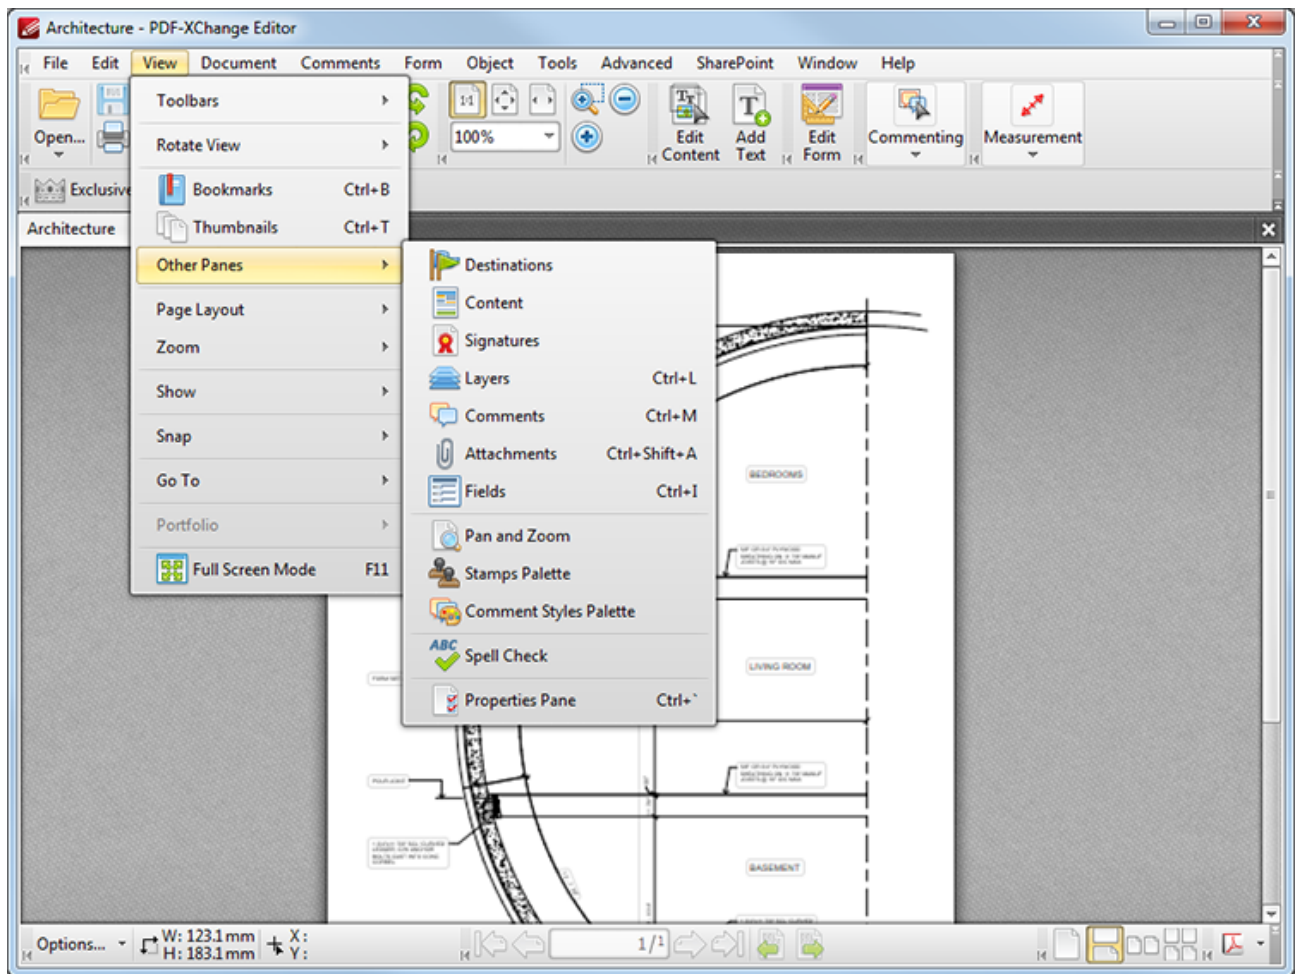 Architecture - PDF-XChange Editor
File Edit View Document Comments Form Object Tools Advanced SharePoint Window Help
Open...
1:1
100%
Edit Content
Add Text
Edit Form
Commenting
Measurement
Exclusive
Architecture
Toolbars
Rotate View
Bookmarks Ctrl+B
Thumbnails Ctrl+T
Other Panes
Page Layout
Zoom
Show
Snap
Go To
Portfolio
Full Screen Mode F11
Destinations
Content
Signatures
Layers Ctrl+L
Comments Ctrl+M
Attachments Ctrl+Shift+A
Fields Ctrl+I
Pan and Zoom
Stamps Palette
Comment Styles Palette
ABC Spell Check
Properties Pane Ctrl+`
BEDROOMS
LIVING ROOM
BASEMENT
Options...
W: 123.1 mm
H: 183.1 mm
X:
Y:
1/1